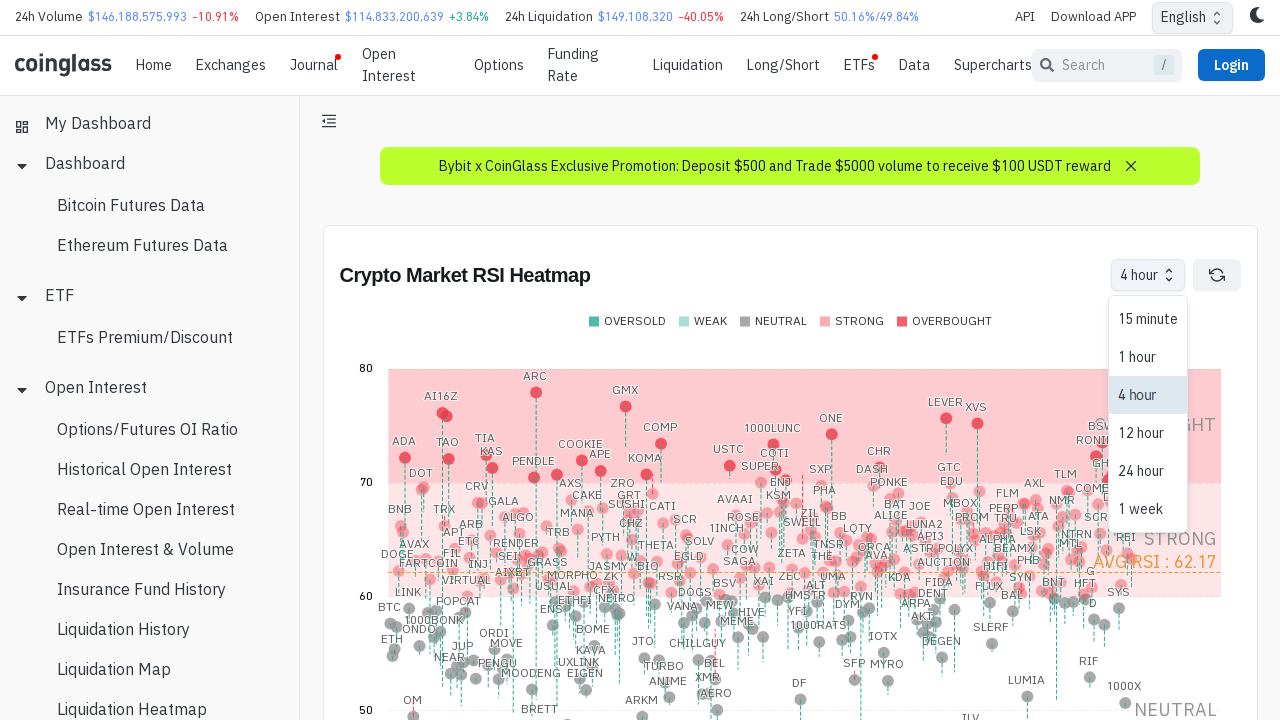 24h Volume $146,188,575,993 -10.91% Open Interest $114,833,200,639 +3.84% 24h Liquidation $149,108,320 -40.05% 24h Long/Short 50.16%/49.84% API Download APP English
coinglass Home Exchanges Journal Open Interest Options Funding Rate Liquidation Long/Short ETFs Data Supercharts Search / Login
My Dashboard
Dashboard
Bitcoin Futures Data
Ethereum Futures Data
ETF
ETFs Premium/Discount
Open Interest
Options/Futures OI Ratio
Historical Open Interest
Real-time Open Interest
Open Interest & Volume
Insurance Fund History
Liquidation History
Liquidation Map
Liquidation Heatmap
Bybit x CoinGlass Exclusive Promotion: Deposit $500 and Trade $5000 volume to receive $100 USDT reward
Crypto Market RSI Heatmap
4 hour
15 minute
1 hour
4 hour
12 hour
24 hour
1 week
OVERSOLD WEAK NEUTRAL STRONG OVERBOUGHT
80
ARC
AI16Z GMX LEVER XVS
COMP 1000LUNC ONE
ADA TAO TIA KAS COOKIE APE USTC COTI CHR
DOT PENDLE KOMA SUPER SXP DASH GTC TLM
70
CRV AXS ZRO ENJ PONKE EDU AXL
BNB TRX GALA CAKE GRT AVAAI KSM PHA BAT JOE MBOX FLM NMR
ARB ALGO MANA SUSHI CATI ROSE ZIL BB ALICE PROM PERP
API3 LUNA2 TRU ATA SGR
CHZ SCR 1INCH SWELL LQTY LSK NTRN REI
STRONG
AVAX ETC RENDER TRB PYTH THETA SOLV COW ZETA TNSR ORCA ASTR POLYX ALPHA BEAMX MTL
DOGE FARTCOIN FIL INJ SEI GRASS JASMY BIO EGLD SAGA THE AVA AUCTION HIFI PHB
AVG RSI : 62.17
VIRTUAL AIXBT MORPHO ZK RSR BSV XAI ZEC UMA KDA FIDA FLUX SYN BNT HFT
LINK USUAL CFX DOGS ALT HMSTR DENT BAL SYS
60
BTC POPCAT ENS ETHFI NEIRO VANA MEW HIVE YFI DYM ARPA
ETH ONDO 1000BONK ORDI BOME MEME 1000RATS AKT SLERF
NEAR JUP MOVE KAVA JTO CHILLGUY IOTX DEGEN
PENGU MOODENG UXLINK EIGEN TURBO BEL SFP MYRO RIF
OM ANIME XMR DF LUMIA 1000X
BRETT ARKM AERO
50
NEUTRAL